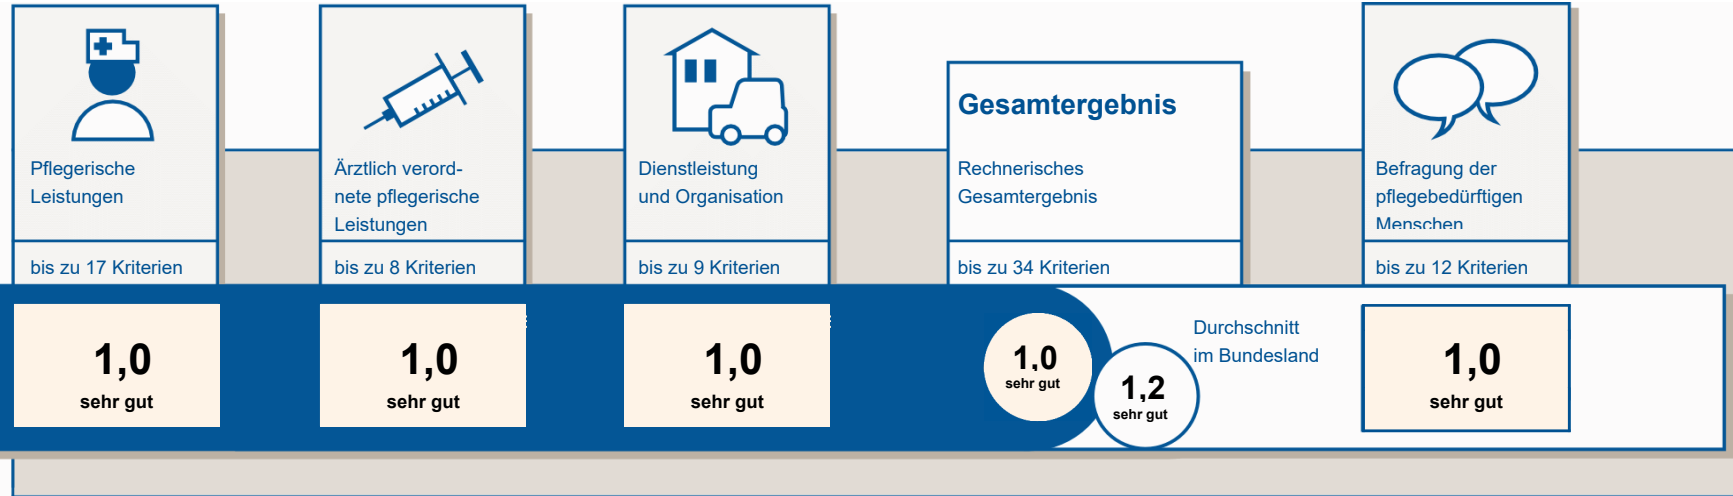 Pflegerische
Leistungen
bis zu 17 Kriterien
1,0
sehr gut
Ärztlich verord-
nete pflegerische
Leistungen
bis zu 8 Kriterien
1,0
sehr gut
Dienstleistung
und Organisation
bis zu 9 Kriterien
1,0
sehr gut
Gesamtergebnis
Rechnerisches
Gesamtergebnis
bis zu 34 Kriterien
1,0
sehr gut
1,2
sehr gut
Durchschnitt
im Bundesland
Befragung der
pflegebedürftigen
Menschen
bis zu 12 Kriterien
1,0
sehr gut